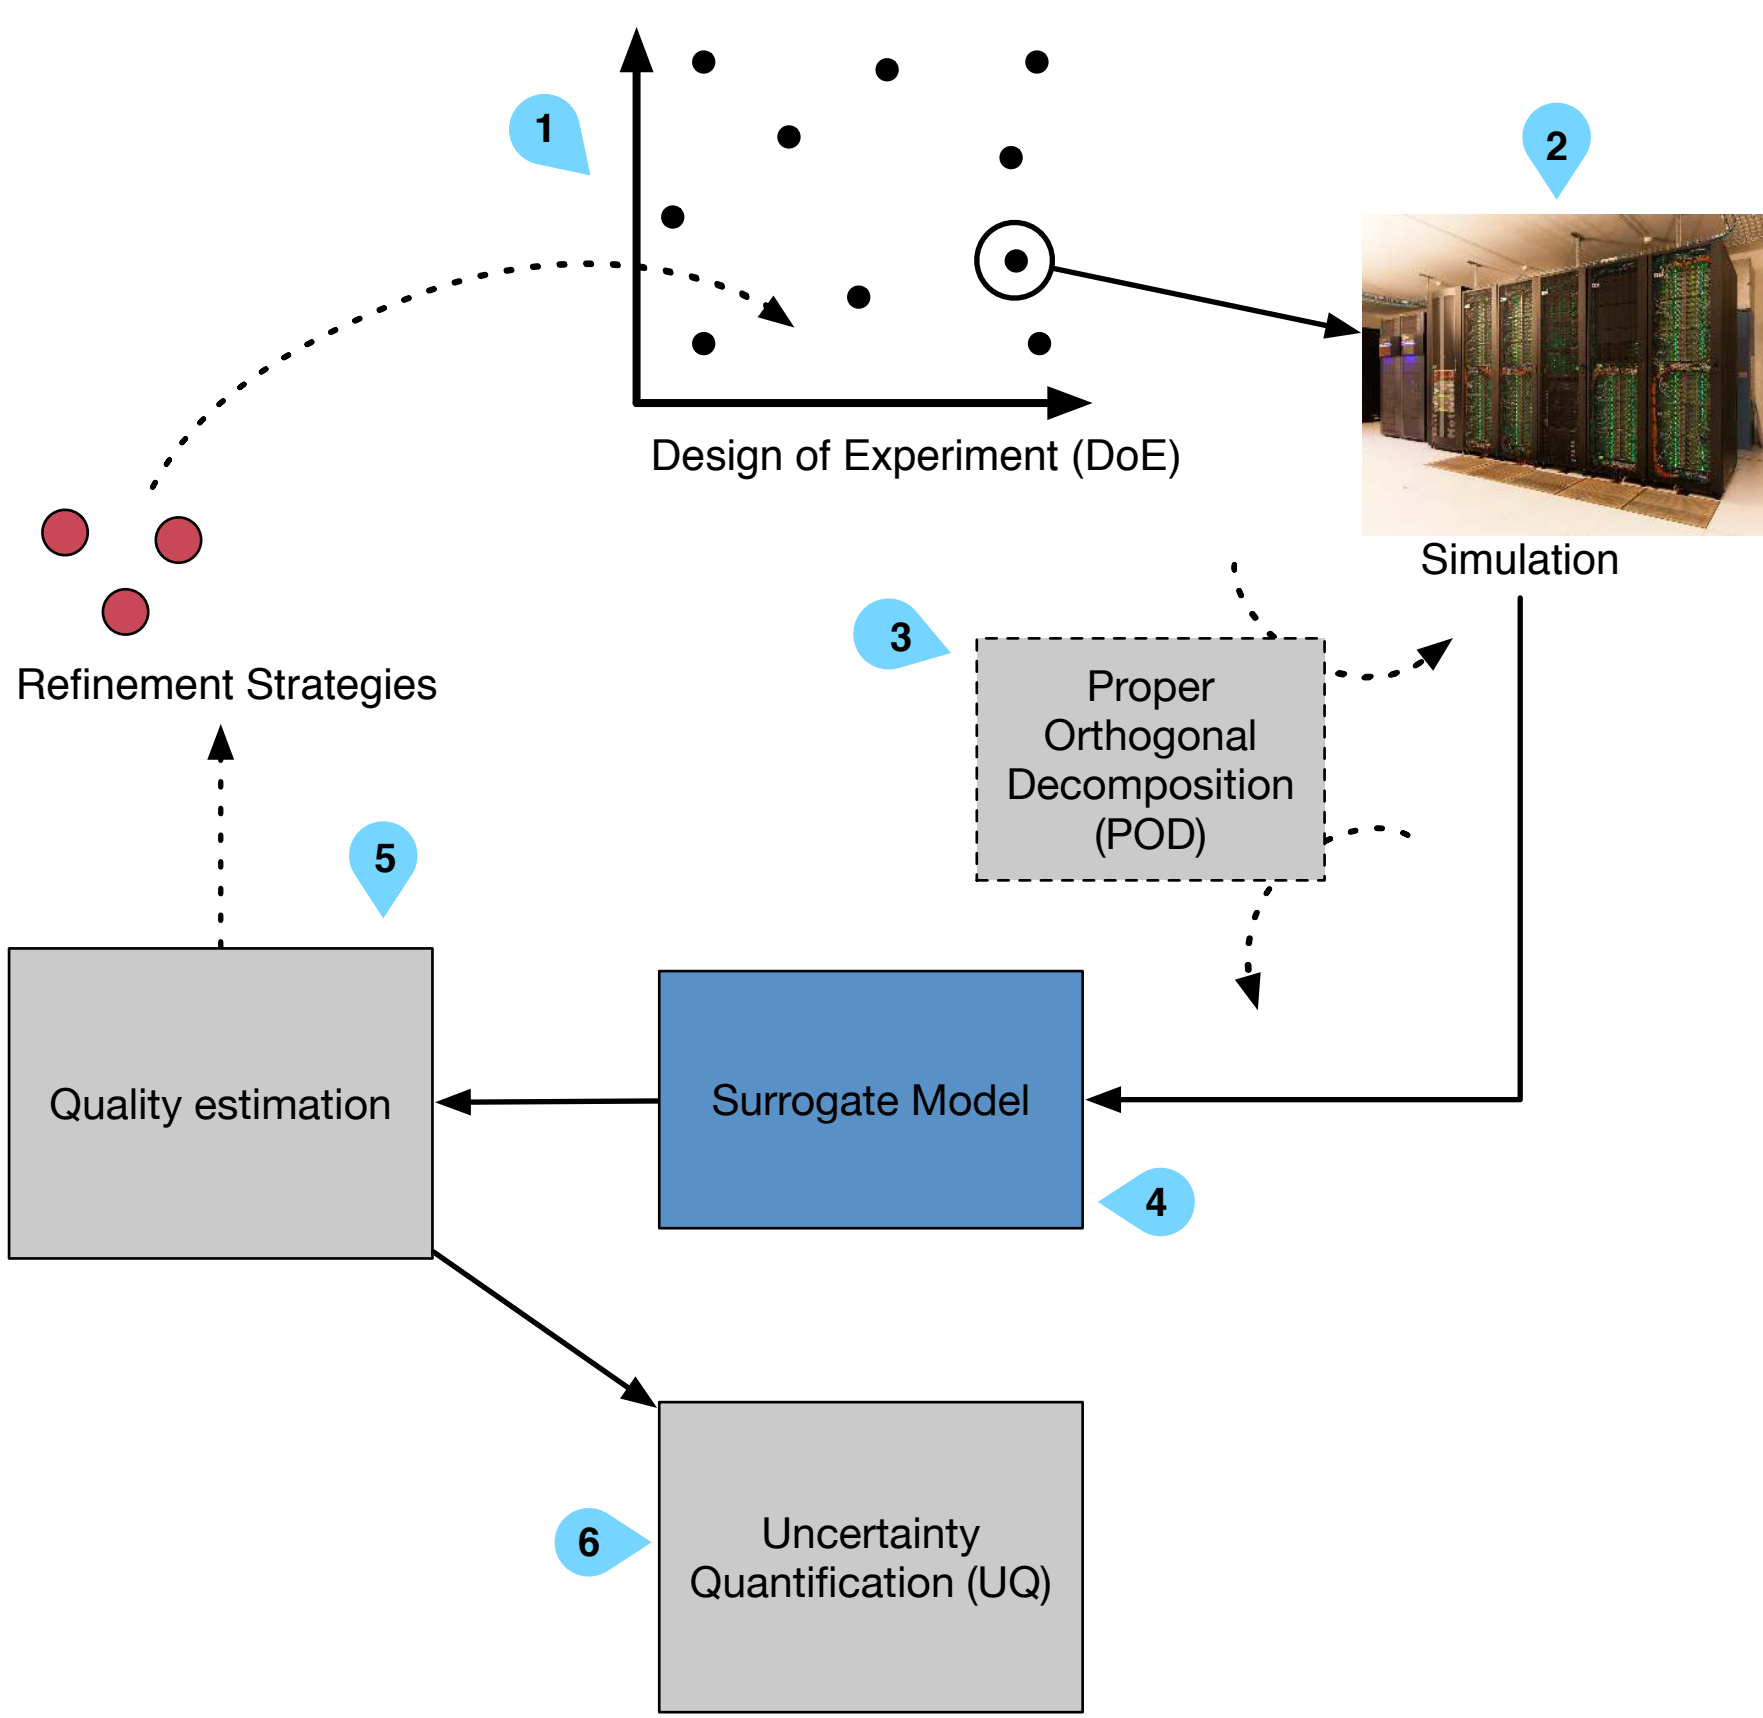 1
2
Design of Experiment (DoE)
Simulation
3
Proper
Orthogonal
Decomposition
(POD)
Refinement Strategies
5
Quality estimation
Surrogate Model
4
6
Uncertainty
Quantification (UQ)